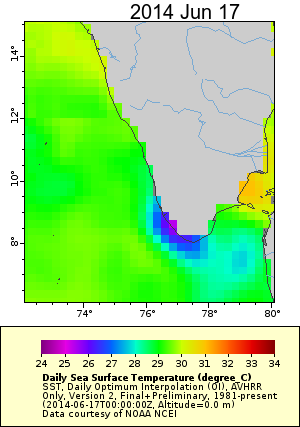 2014 Jun 17
14°
12°
10°
8°
74° 76° 78° 80°
24 25 26 27 28 29 30 31 32 33 34
Daily Sea Surface Temperature (degree_C)
SST, Daily Optimum Interpolation (OI), AVHRR
Only, Version 2, Final+Preliminary, 1981-present
(2014-06-17T00:00:00Z, Altitude=0.0 m)
Data courtesy of NOAA NCEI